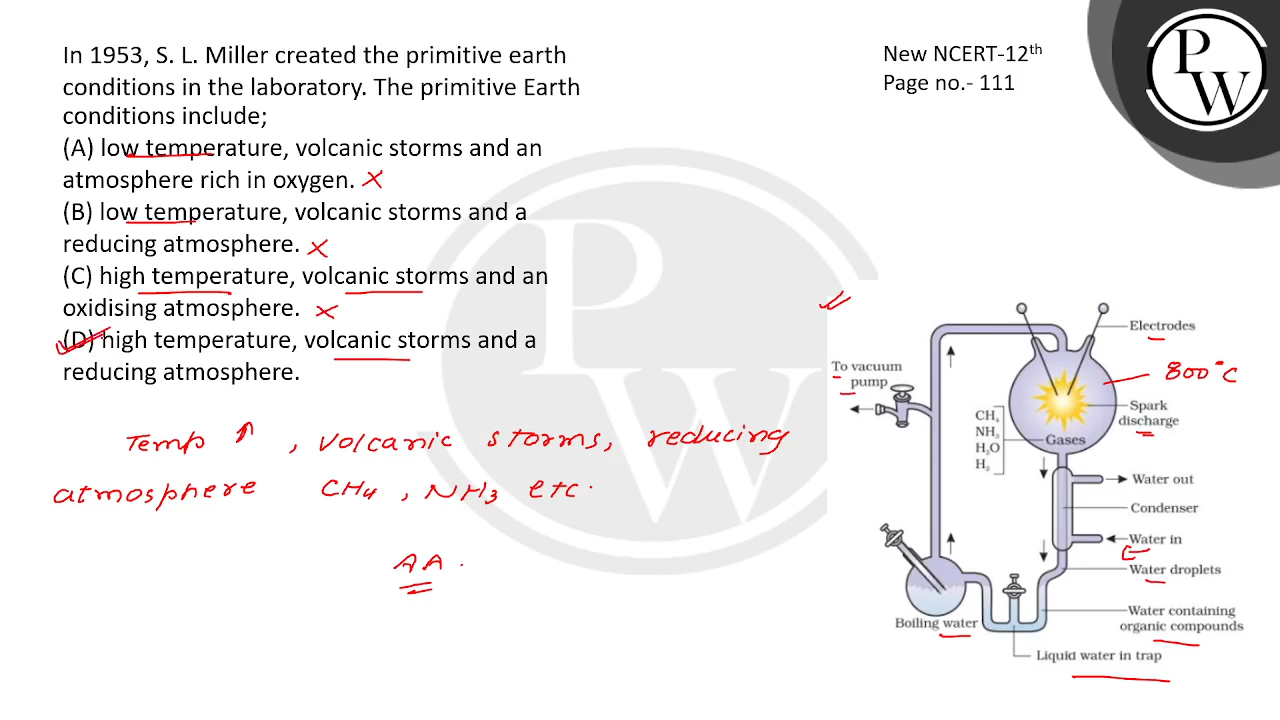 In 1953, S. L. Miller created the primitive earth
conditions in the laboratory. The primitive Earth
conditions include;
(A) low temperature, volcanic storms and an
atmosphere rich in oxygen.
(B) low temperature, volcanic storms and a
reducing atmosphere.
(C) high temperature, volcanic storms and an
oxidising atmosphere.
(D) high temperature, volcanic storms and a
reducing atmosphere.
Temp ↑ , volcanic storms, reducing
atmosphere CH4 , NH3 etc.
AA .
New NCERT-12th
Page no.- 111
P
W
PW
Electrodes
800°C
To vacuum
pump
Spark
discharge
CH4
NH3
H2O
H2
Gases
Water out
Condenser
Water in
Water droplets
Water containing
organic compounds
Boiling water
Liquid water in trap